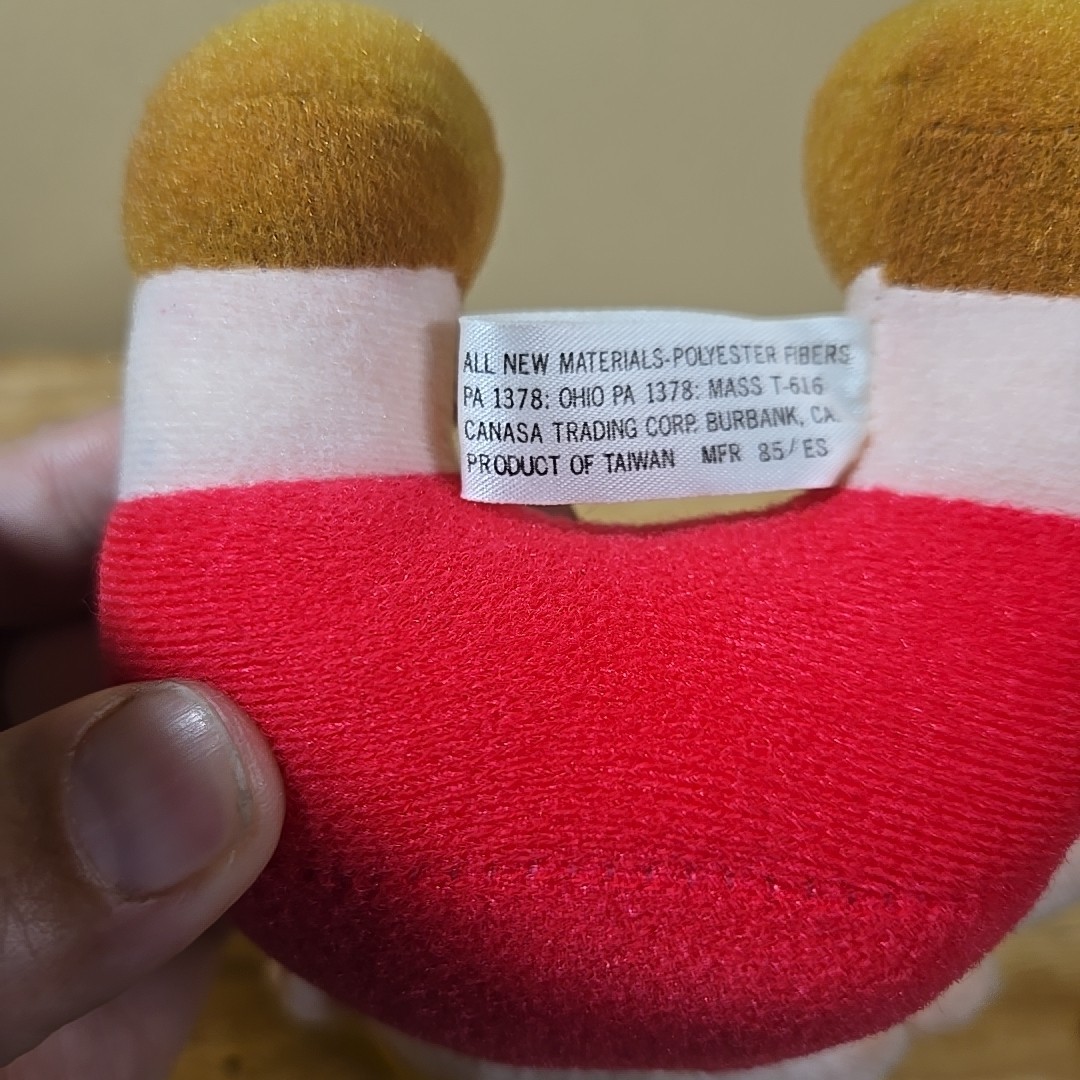 ALL NEW MATERIALS-POLYESTER FIBERS
PA 1378: OHIO PA 1378: MASS T-616
CANASA TRADING CORP. BURBANK, CA.
PRODUCT OF TAIWAN MFR 85/ES